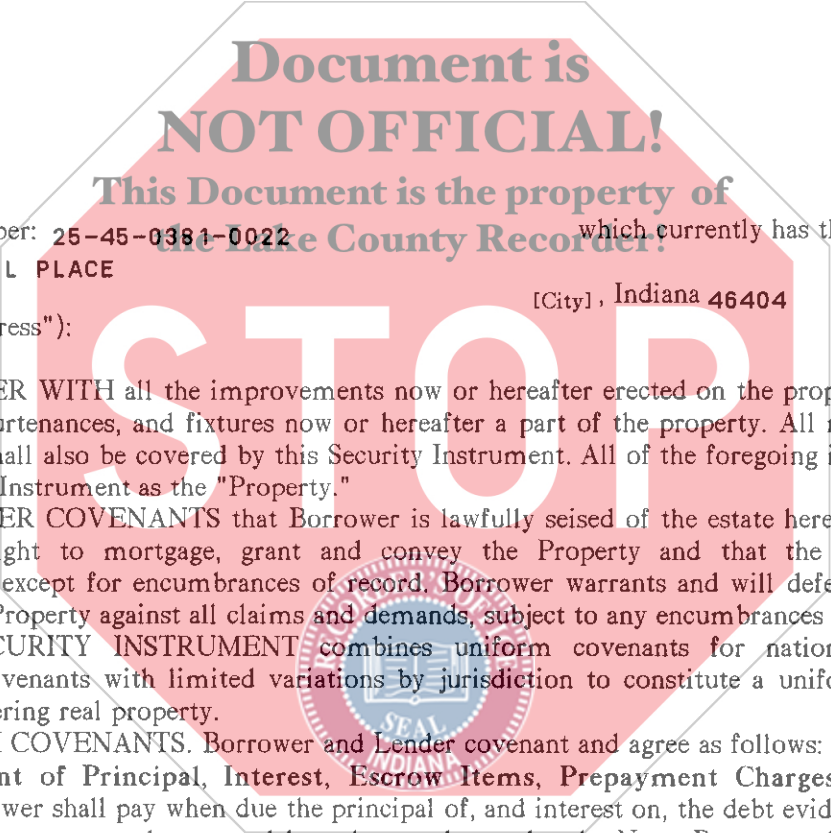 Document is
NOT OFFICIAL!
This Document is the property of
the Lake County Recorder!
ber: 25-45-0381-0022 which currently has th
L PLACE
[City], Indiana 46404
ress"):
STOP
ER WITH all the improvements now or hereafter erected on the prop
urtenances, and fixtures now or hereafter a part of the property. All r
hall also be covered by this Security Instrument. All of the foregoing i
Instrument as the "Property."
ER COVENANTS that Borrower is lawfully seised of the estate here
ght to mortgage, grant and convey the Property and that the
except for encumbrances of record. Borrower warrants and will defe
Property against all claims and demands, subject to any encumbrances
CURITY INSTRUMENT combines uniform covenants for nation
venants with limited variations by jurisdiction to constitute a unifo
ering real property.
COVENANTS. Borrower and Lender covenant and agree as follows:
nt of Principal, Interest, Escrow Items, Prepayment Charges
wer shall pay when due the principal of, and interest on, the debt evid
RECORDER'S OFFICE
SEAL
INDIANA